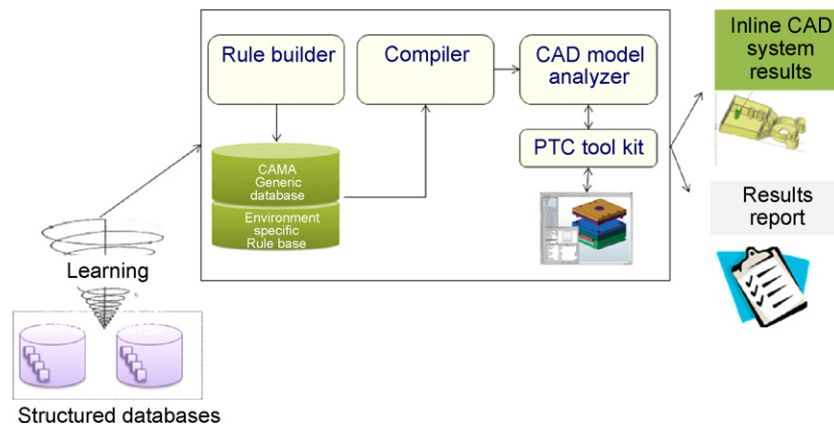 Rule builder
Compiler
CAD model
analyzer
Inline CAD
system
results
PTC tool kit
CAMA
Generic
database
Environment
specific
Rule base
Results
report
Learning
Structured databases